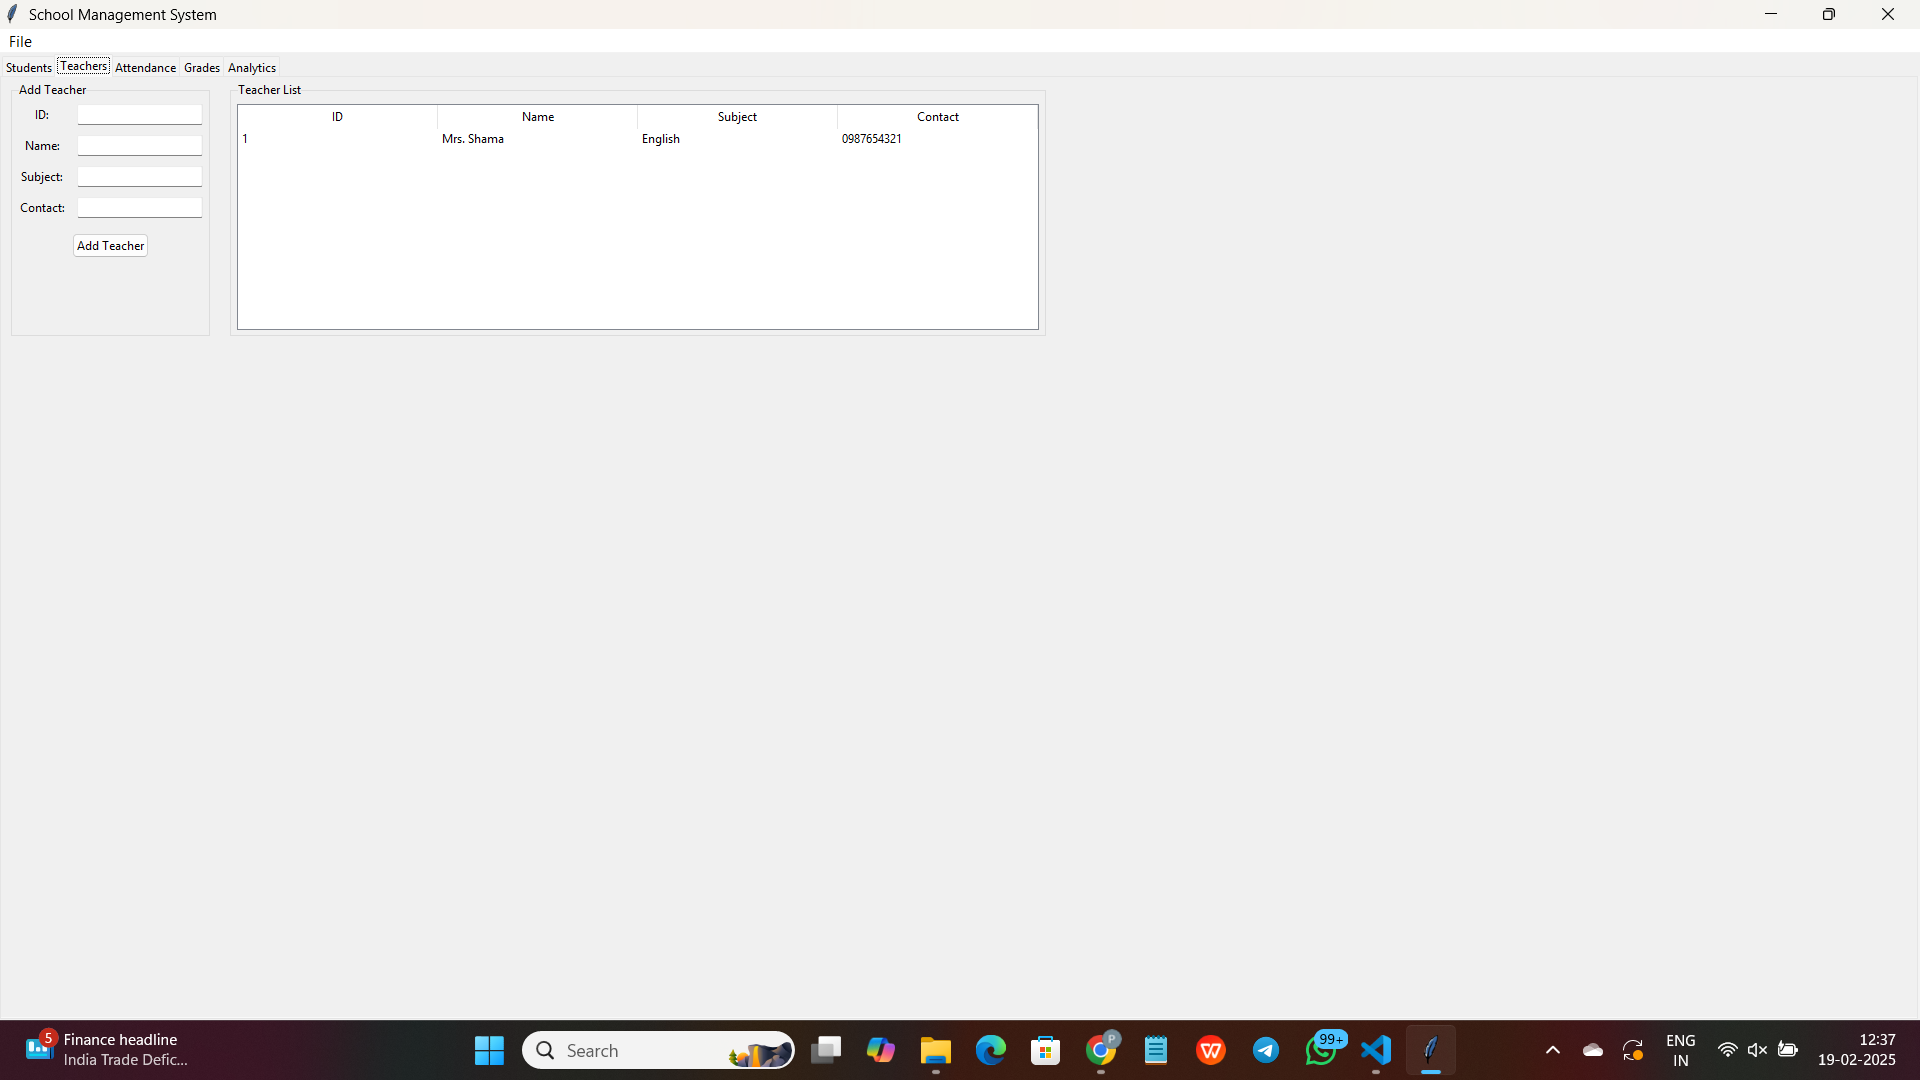 School Management System
File
Students Teachers Attendance Grades Analytics
Add Teacher
ID:
Name:
Subject:
Contact:
Add Teacher
Teacher List
ID Name Subject Contact
1 Mrs. Shama English 0987654321
5
Finance headline
India Trade Defic...
Search
P
W
99+
ENG
IN
12:37
19-02-2025